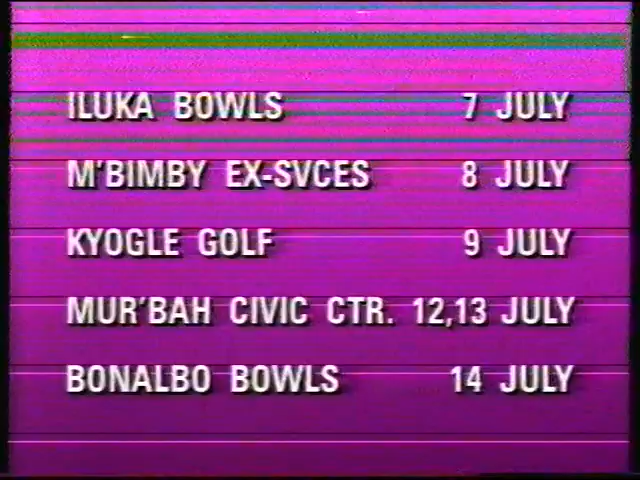 ILUKA BOWLS 7 JULY
M'BIMBY EX-SVCES 8 JULY
KYOGLE GOLF 9 JULY
MUR'BAH CIVIC CTR. 12,13 JULY
BONALBO BOWLS 14 JULY